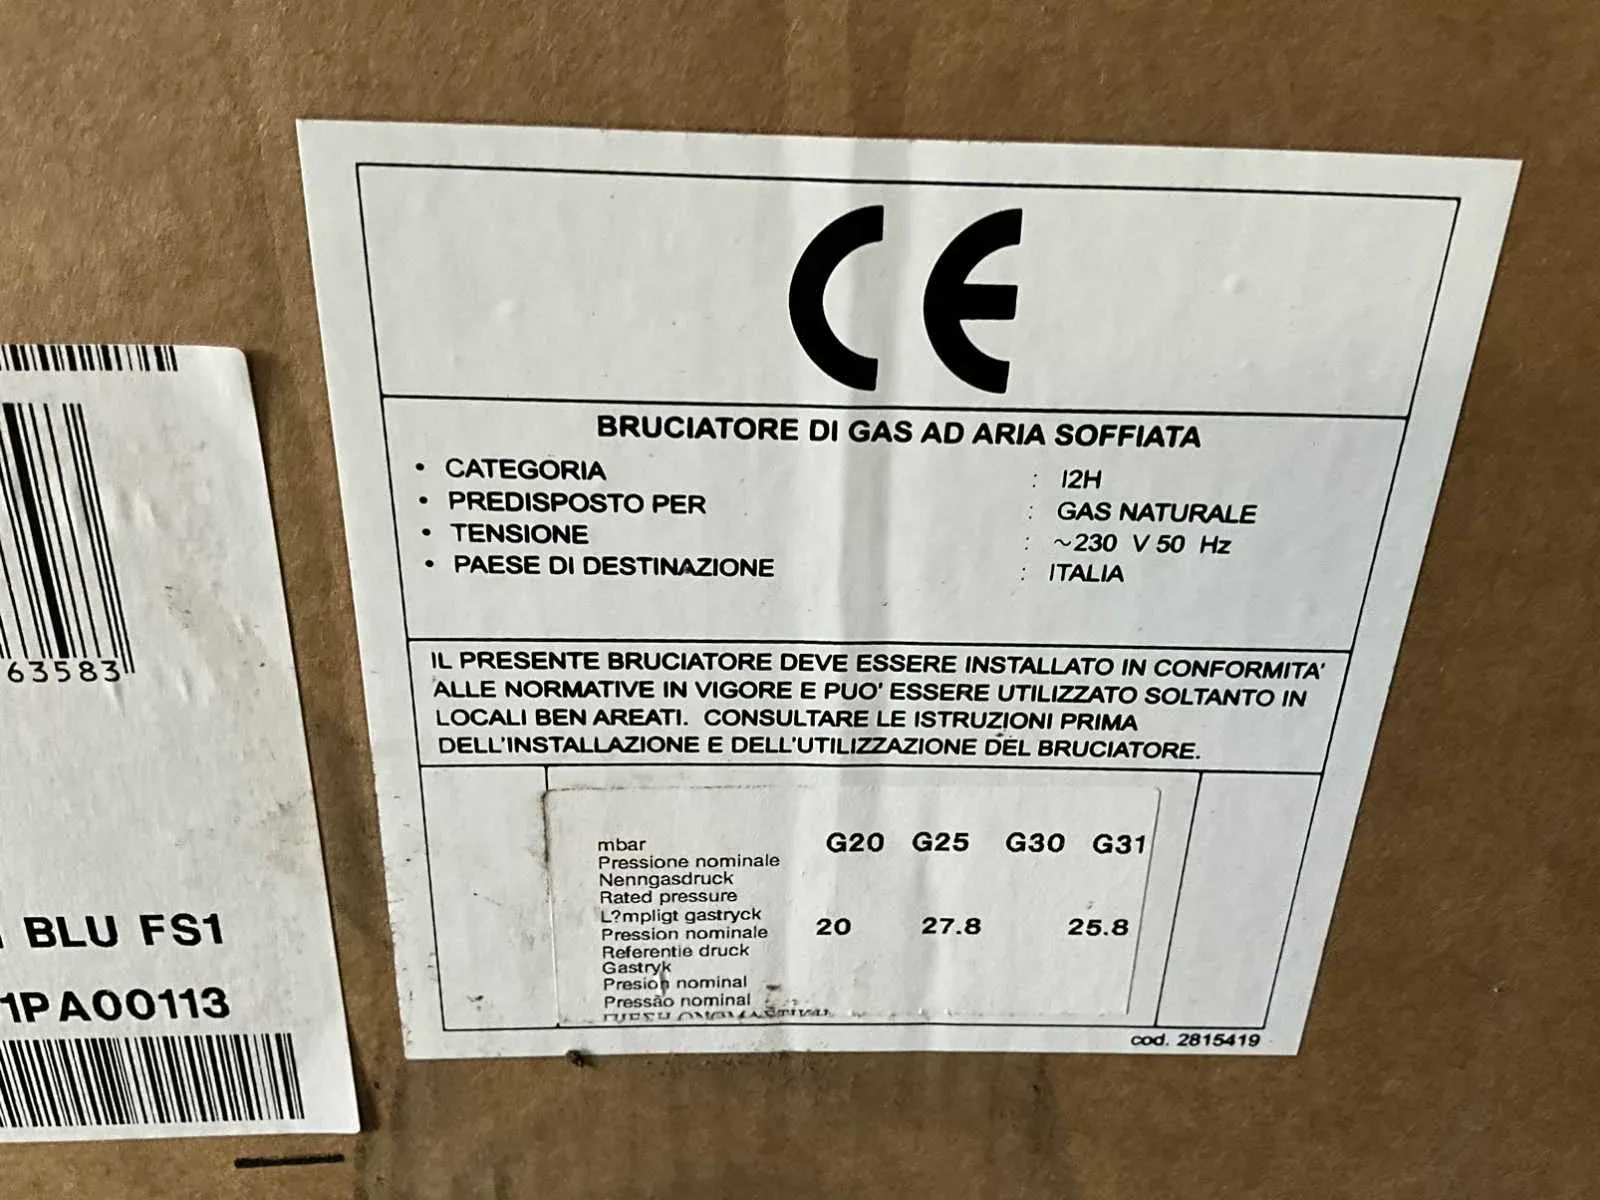 63583
BLU FS1
1PA00113
CE
BRUCIATORE DI GAS AD ARIA SOFFIATA
• CATEGORIA : I2H
• PREDISPOSTO PER : GAS NATURALE
• TENSIONE : ~230 V 50 Hz
• PAESE DI DESTINAZIONE : ITALIA
IL PRESENTE BRUCIATORE DEVE ESSERE INSTALLATO IN CONFORMITA'
ALLE NORMATIVE IN VIGORE E PUO' ESSERE UTILIZZATO SOLTANTO IN
LOCALI BEN AREATI. CONSULTARE LE ISTRUZIONI PRIMA
DELL'INSTALLAZIONE E DELL'UTILIZZAZIONE DEL BRUCIATORE.
mbar G20 G25 G30 G31
Pressione nominale
Nenngasdruck
Rated pressure
L?mpligt gastryck
Pression nominale 20 27.8 25.8
Referentie druck
Gastryk
Presion nominal
Pressão nominal
cod. 2815419